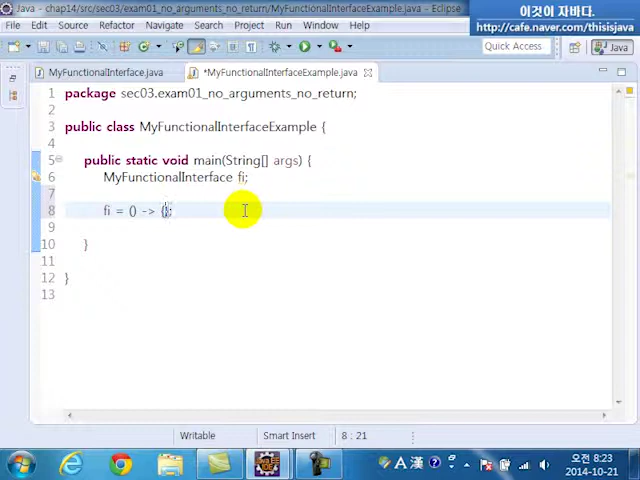 Java - chap14/src/sec03/exam01_no_arguments_no_return/MyFunctionalInterfaceExample.java - Eclipse
이것이 자바다.
http://cafe.naver.com/thisisjava
File Edit Source Refactor Navigate Search Project Run Window Help
Quick Access
Java
MyFunctionalInterface.java
*MyFunctionalInterfaceExample.java
1 package sec03.exam01_no_arguments_no_return;
2
3 public class MyFunctionalInterfaceExample {
4
5 public static void main(String[] args) {
6 MyFunctionalInterface fi;
7
8 fi = () -> {};
9
10 }
11
12 }
13
Writable Smart Insert 8 : 21
A 漢
오전 8:23
2014-10-21